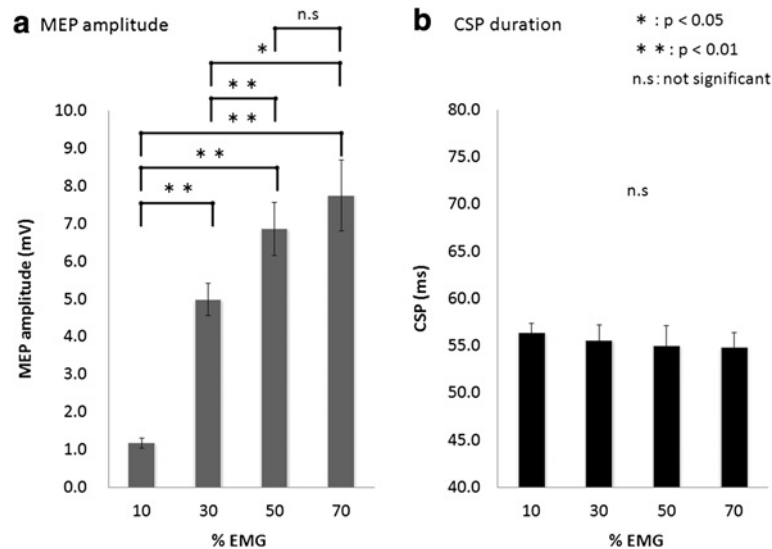 a MEP amplitude
n.s
*
* *
* *
* *
* *
10.0
9.0
8.0
7.0
6.0
5.0
4.0
3.0
2.0
1.0
0.0
MEP amplitude (mV)
10 30 50 70
% EMG
b CSP duration
* : p < 0.05
* * : p < 0.01
n.s: not significant
80.0
75.0
70.0
65.0
60.0
55.0
50.0
45.0
40.0
CSP (ms)
n.s
10 30 50 70
% EMG